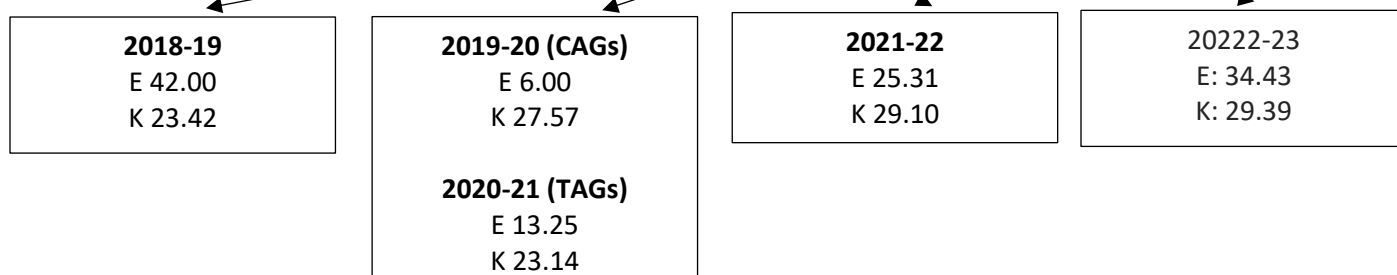 2018-19
E 42.00
K 23.42
2019-20 (CAGs)
E 6.00
K 27.57
2020-21 (TAGs)
E 13.25
K 23.14
2021-22
E 25.31
K 29.10
20222-23
E: 34.43
K: 29.39